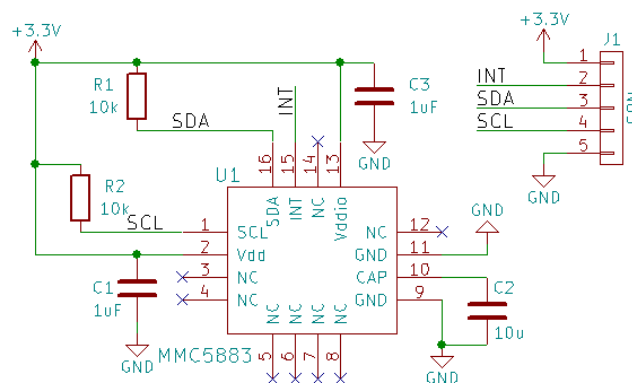 +3.3V
+3.3V
J1
R1
10k
C3
1uF
INT
SDA
SCL
1
2
3
4
5
SDA
INT
GND
GND
R2
10k
SCL
U1
16
15
14
13
SDA
INT
NC
Vddio
1
2
3
4
SCL
Vdd
NC
NC
NC
GND
CAP
GND
12
11
10
9
GND
C1
1uF
C2
10u
NC
NC
NC
NC
5
6
7
8
MMC5883
GND
GND